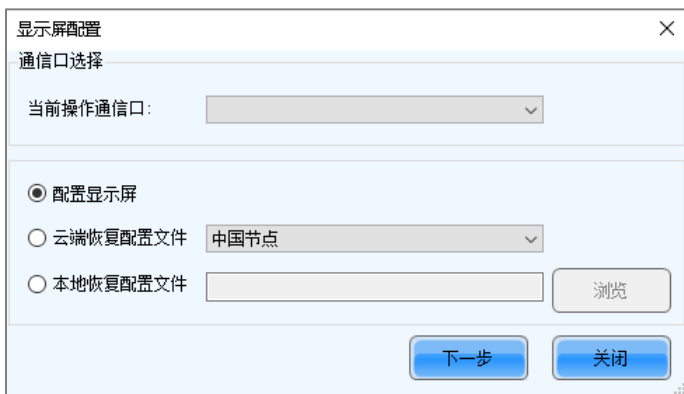 显示屏配置
通信口选择
当前操作通信口:
配置显示屏
云端恢复配置文件 中国节点
本地恢复配置文件 浏览
下一步 关闭